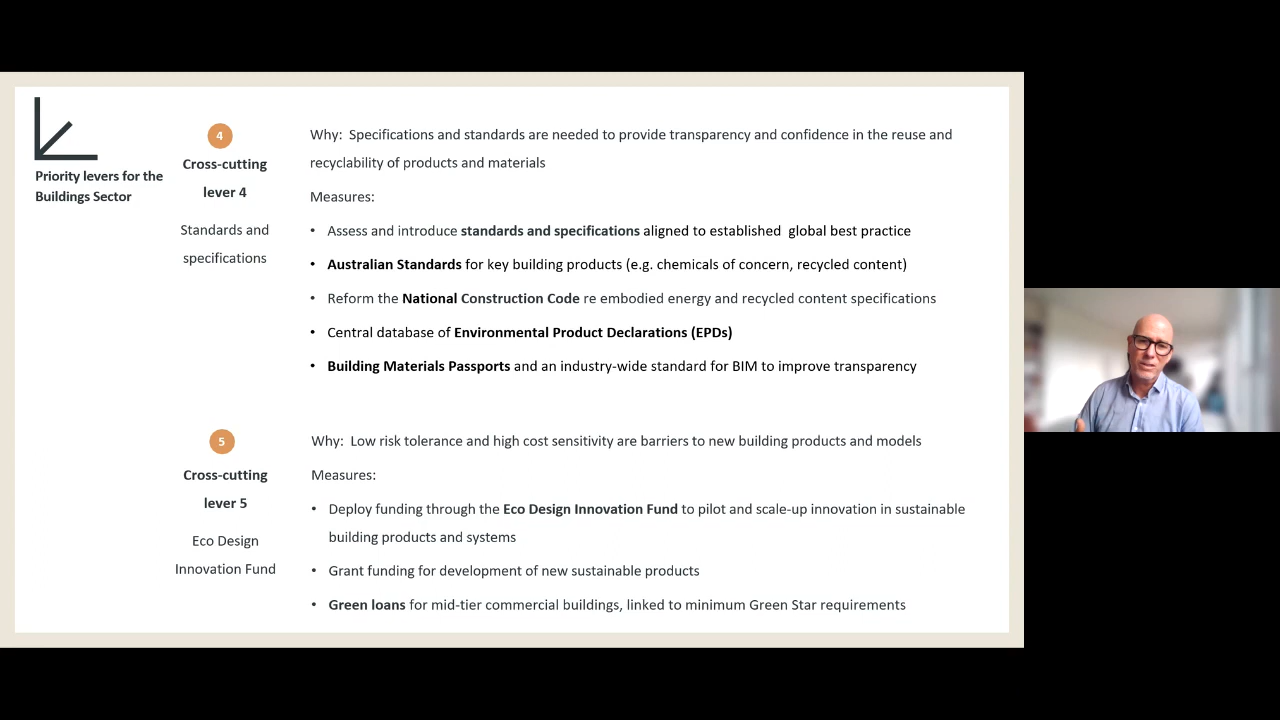 Priority levers for the
Buildings Sector
4
Cross-cutting
lever 4
Standards and
specifications
Why:  Specifications and standards are needed to provide transparency and confidence in the reuse and
recyclability of products and materials
Measures:
• Assess and introduce standards and specifications aligned to established  global best practice
• Australian Standards for key building products (e.g. chemicals of concern, recycled content)
• Reform the National Construction Code re embodied energy and recycled content specifications
• Central database of Environmental Product Declarations (EPDs)
• Building Materials Passports and an industry-wide standard for BIM to improve transparency
5
Cross-cutting
lever 5
Eco Design
Innovation Fund
Why:  Low risk tolerance and high cost sensitivity are barriers to new building products and models
Measures:
• Deploy funding through the Eco Design Innovation Fund to pilot and scale-up innovation in sustainable
building products and systems
• Grant funding for development of new sustainable products
• Green loans for mid-tier commercial buildings, linked to minimum Green Star requirements